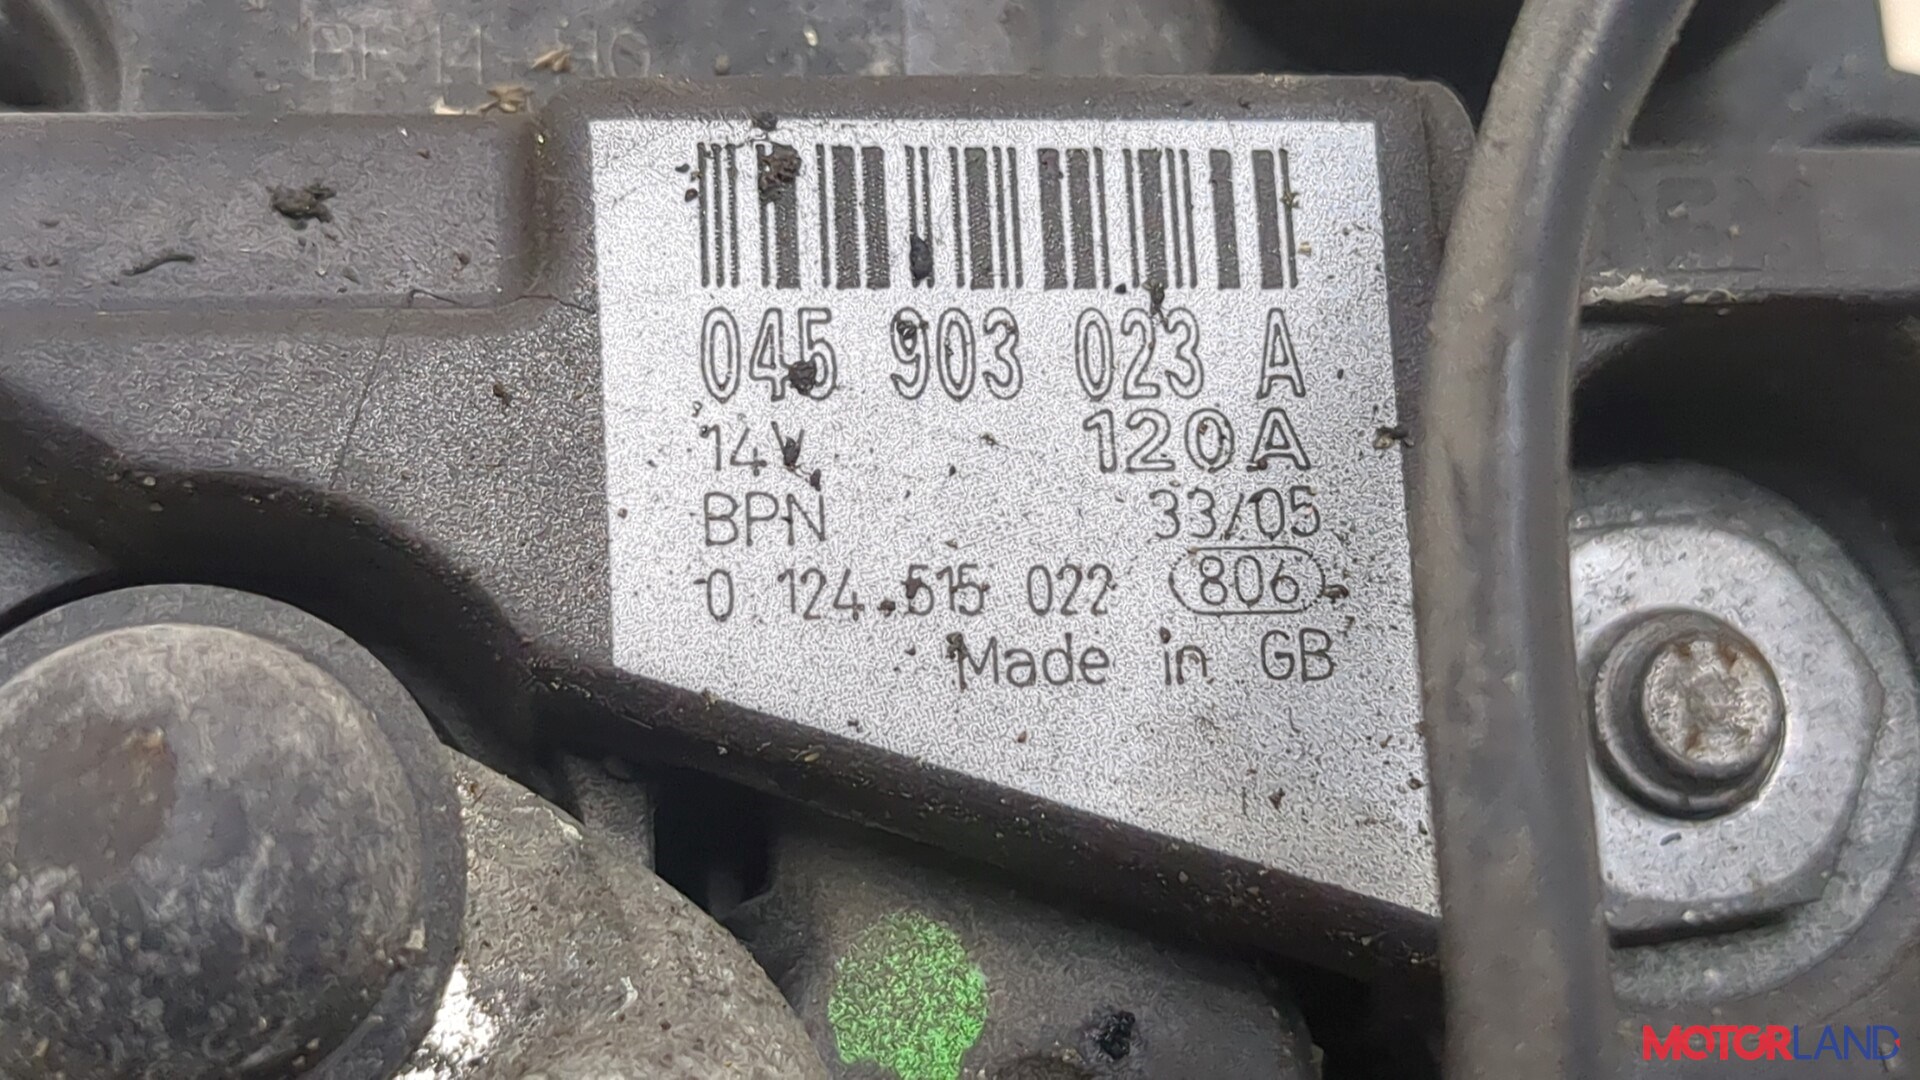 045 903 023 A
14V 120A
BPN 33/05
0 124 515 022 806
Made in GB
MOTORLAND